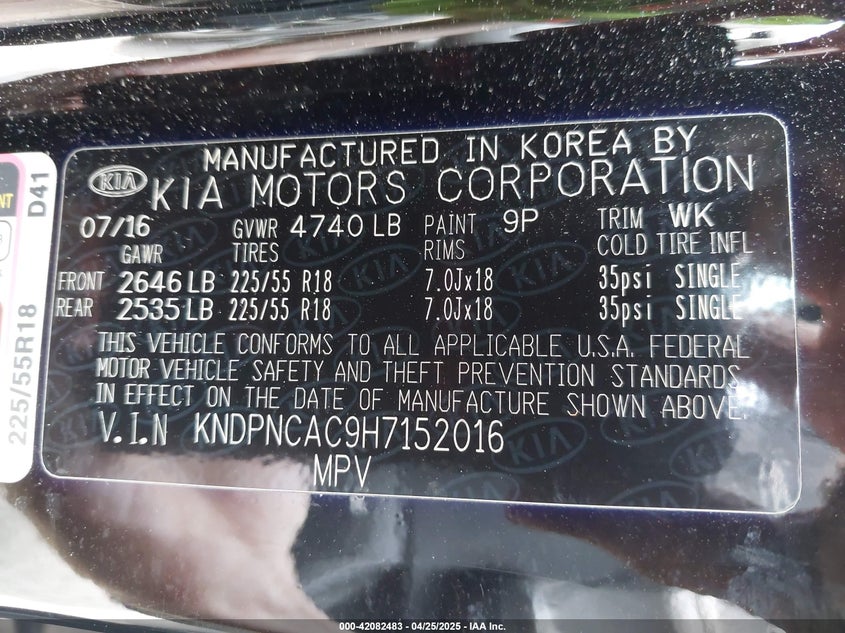 MANUFACTURED IN KOREA BY
KIA KIA MOTORS CORPORATION
07/16 GVWR 4740 LB PAINT 9P TRIM WK
GAWR TIRES RIMS COLD TIRE INFL
FRONT 2646 LB 225/55 R18 7.0Jx18 35psi SINGLE
REAR 2535 LB 225/55 R18 7.0Jx18 35psi SINGLE
THIS VEHICLE CONFORMS TO ALL APPLICABLE U.S.A. FEDERAL
MOTOR VEHICLE SAFETY AND THEFT PREVENTION STANDARDS
IN EFFECT ON THE DATE OF MANUFACTURE SHOWN ABOVE.
V.I.N KNDPNCAC9H7152016
MPV
D41
225/55R18
000-42082483 - 04/25/2025 - IAA Inc.